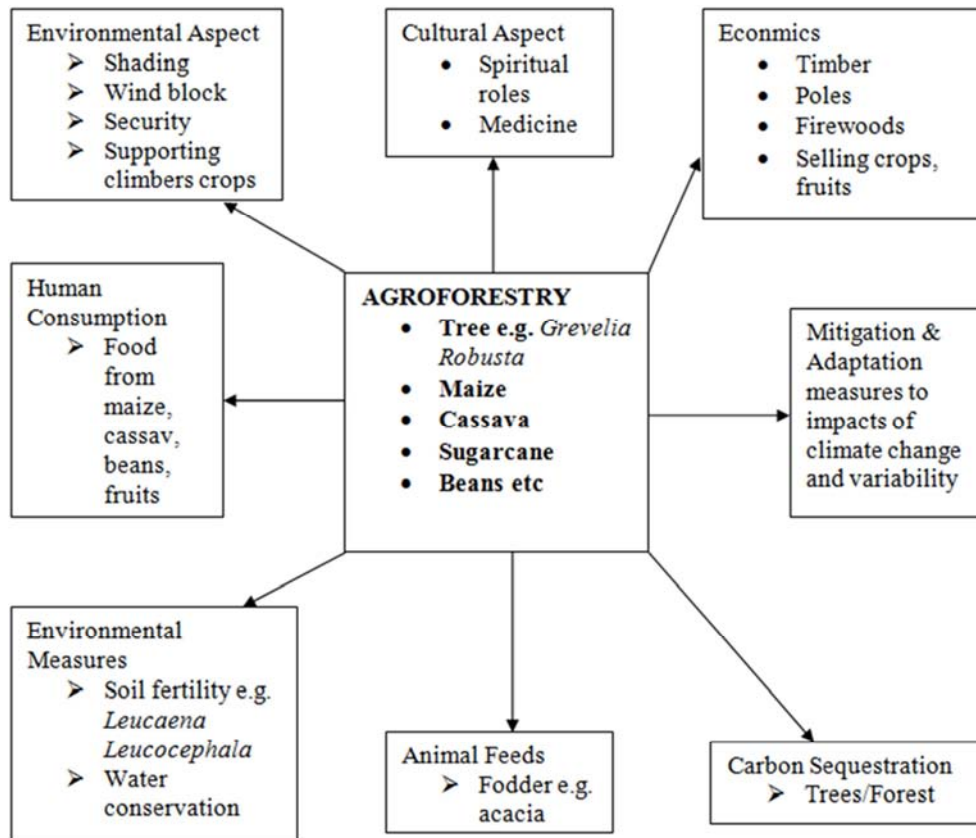 Environmental Aspect
➤ Shading
➤ Wind block
➤ Security
➤ Supporting
climbers crops
Cultural Aspect
• Spiritual
roles
• Medicine
Econmics
• Timber
• Poles
• Firewoods
• Selling crops,
fruits
Human
Consumption
➤ Food
from
maize,
cassav,
beans,
fruits
AGROFORESTRY
• Tree e.g. Grevelia
Robusta
• Maize
• Cassava
• Sugarcane
• Beans etc
Mitigation &
Adaptation
measures to
impacts of
climate change
and variability
Environmental
Measures
➤ Soil fertility e.g.
Leucaena
Leucocephala
➤ Water
conservation
Animal Feeds
➤ Fodder e.g.
acacia
Carbon Sequestration
➤ Trees/Forest